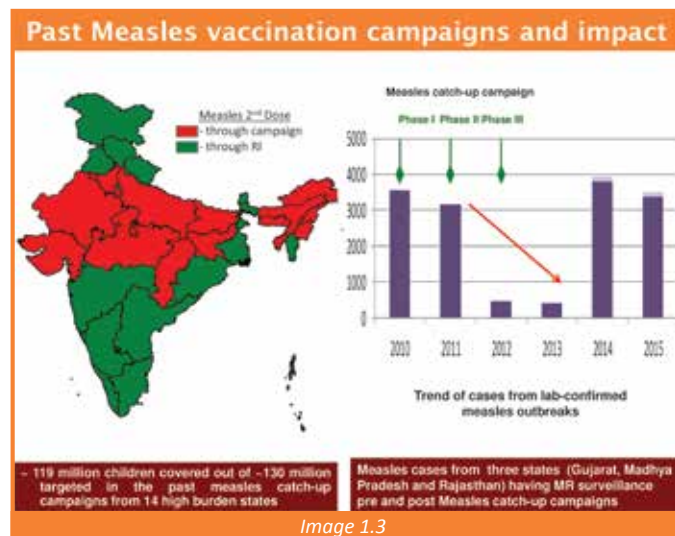 Past Measles vaccination campaigns and impact
Measles 2nd Dose
- through campaign
- through RI
Measles catch-up campaign
Phase I Phase II Phase III
5000
4000
3000
2000
1000
0
2010 2011 2012 2013 2014 2015
Trend of cases from lab-confirmed
measles outbreaks
~ 119 million children covered out of ~130 million
targeted in the past measles catch-up
campaigns from 14 high burden states
Measles cases from three states (Gujarat, Madhya
Pradesh and Rajasthan) having MR surveillance
pre and post Measles catch-up campaigns
Image 1.3